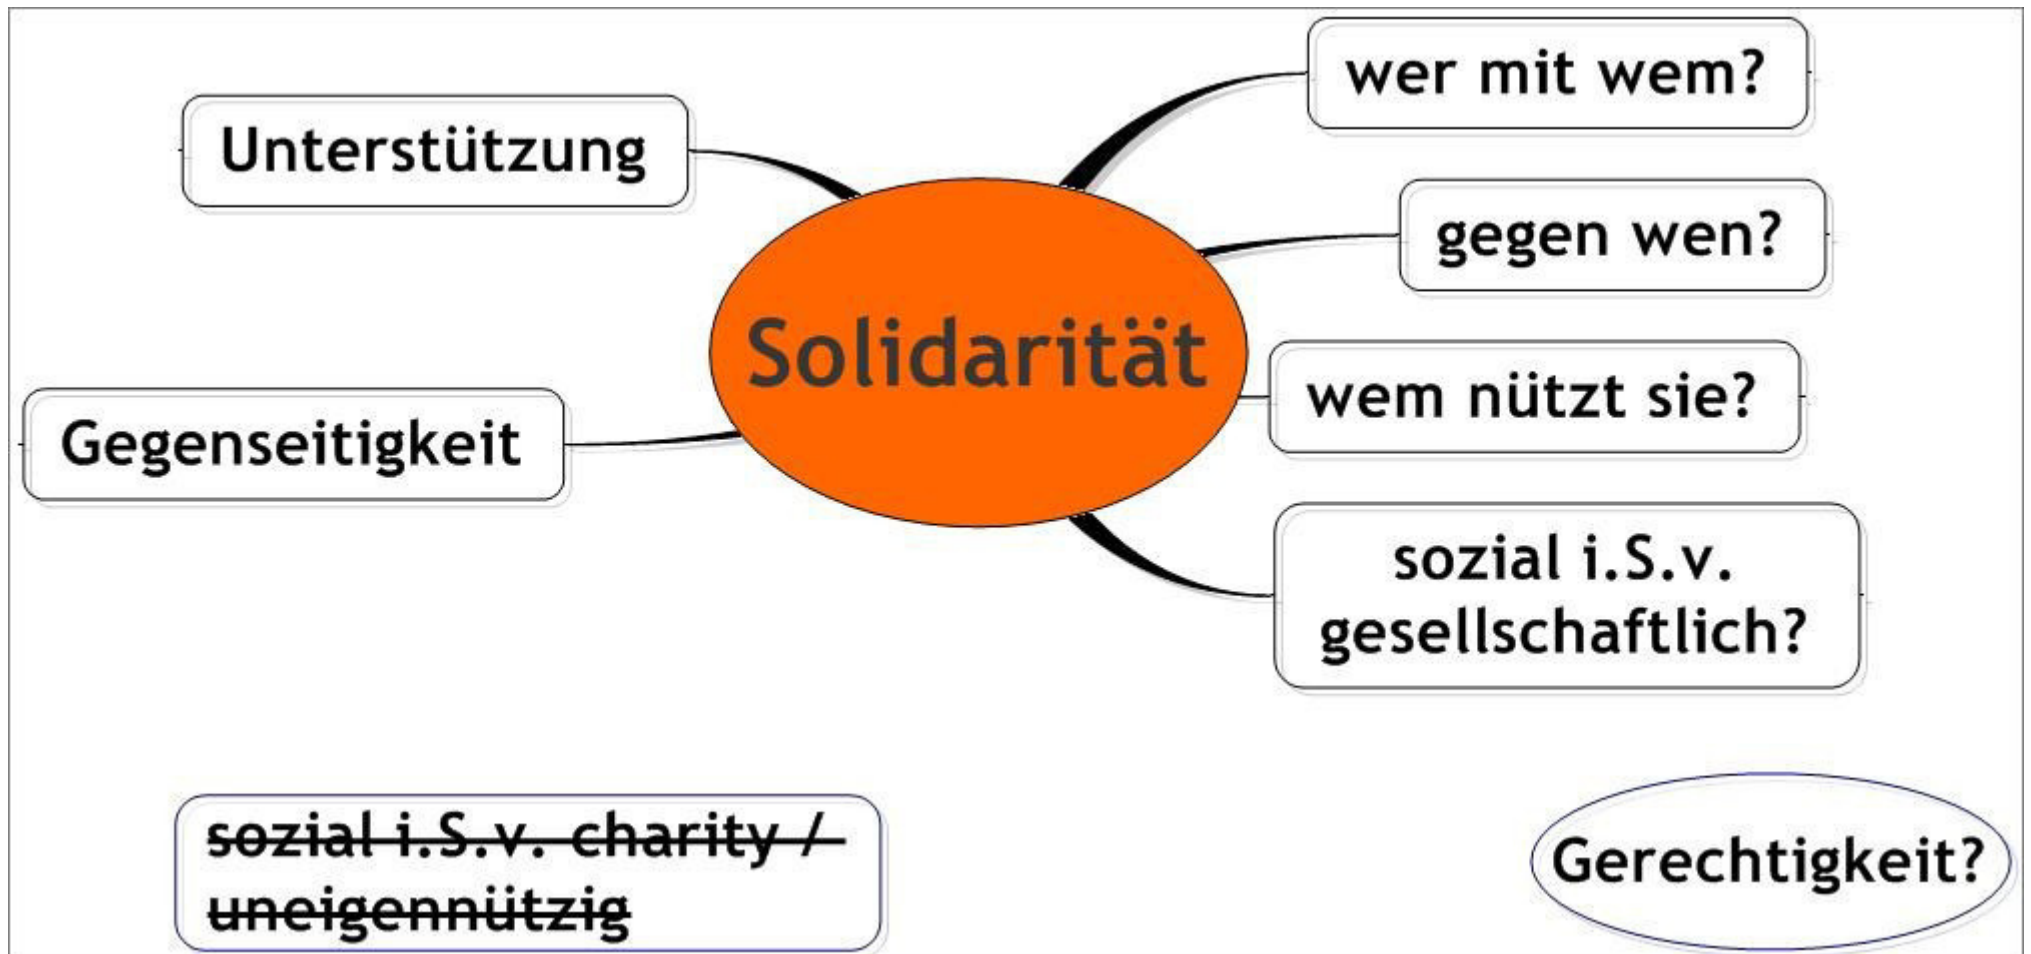 wer mit wem?
Unterstützung
gegen wen?
Solidarität
wem nützt sie?
Gegenseitigkeit
sozial i.S.v.
gesellschaftlich?
sozial i.S.v. charity /
uneigennützig
Gerechtigkeit?